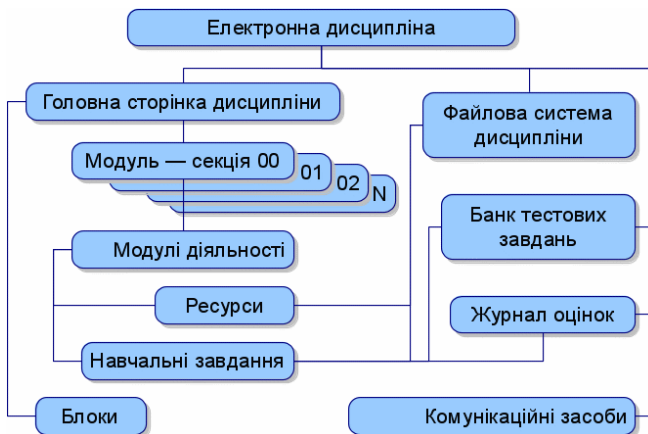 Електронна дисципліна
Головна сторінка дисципліни
Файлова система
дисципліни
Модуль — секція 00
01
02
N
Банк тестових
завдань
Модулі діяльності
Ресурси
Журнал оцінок
Навчальні завдання
Блоки
Комунікаційні засоби